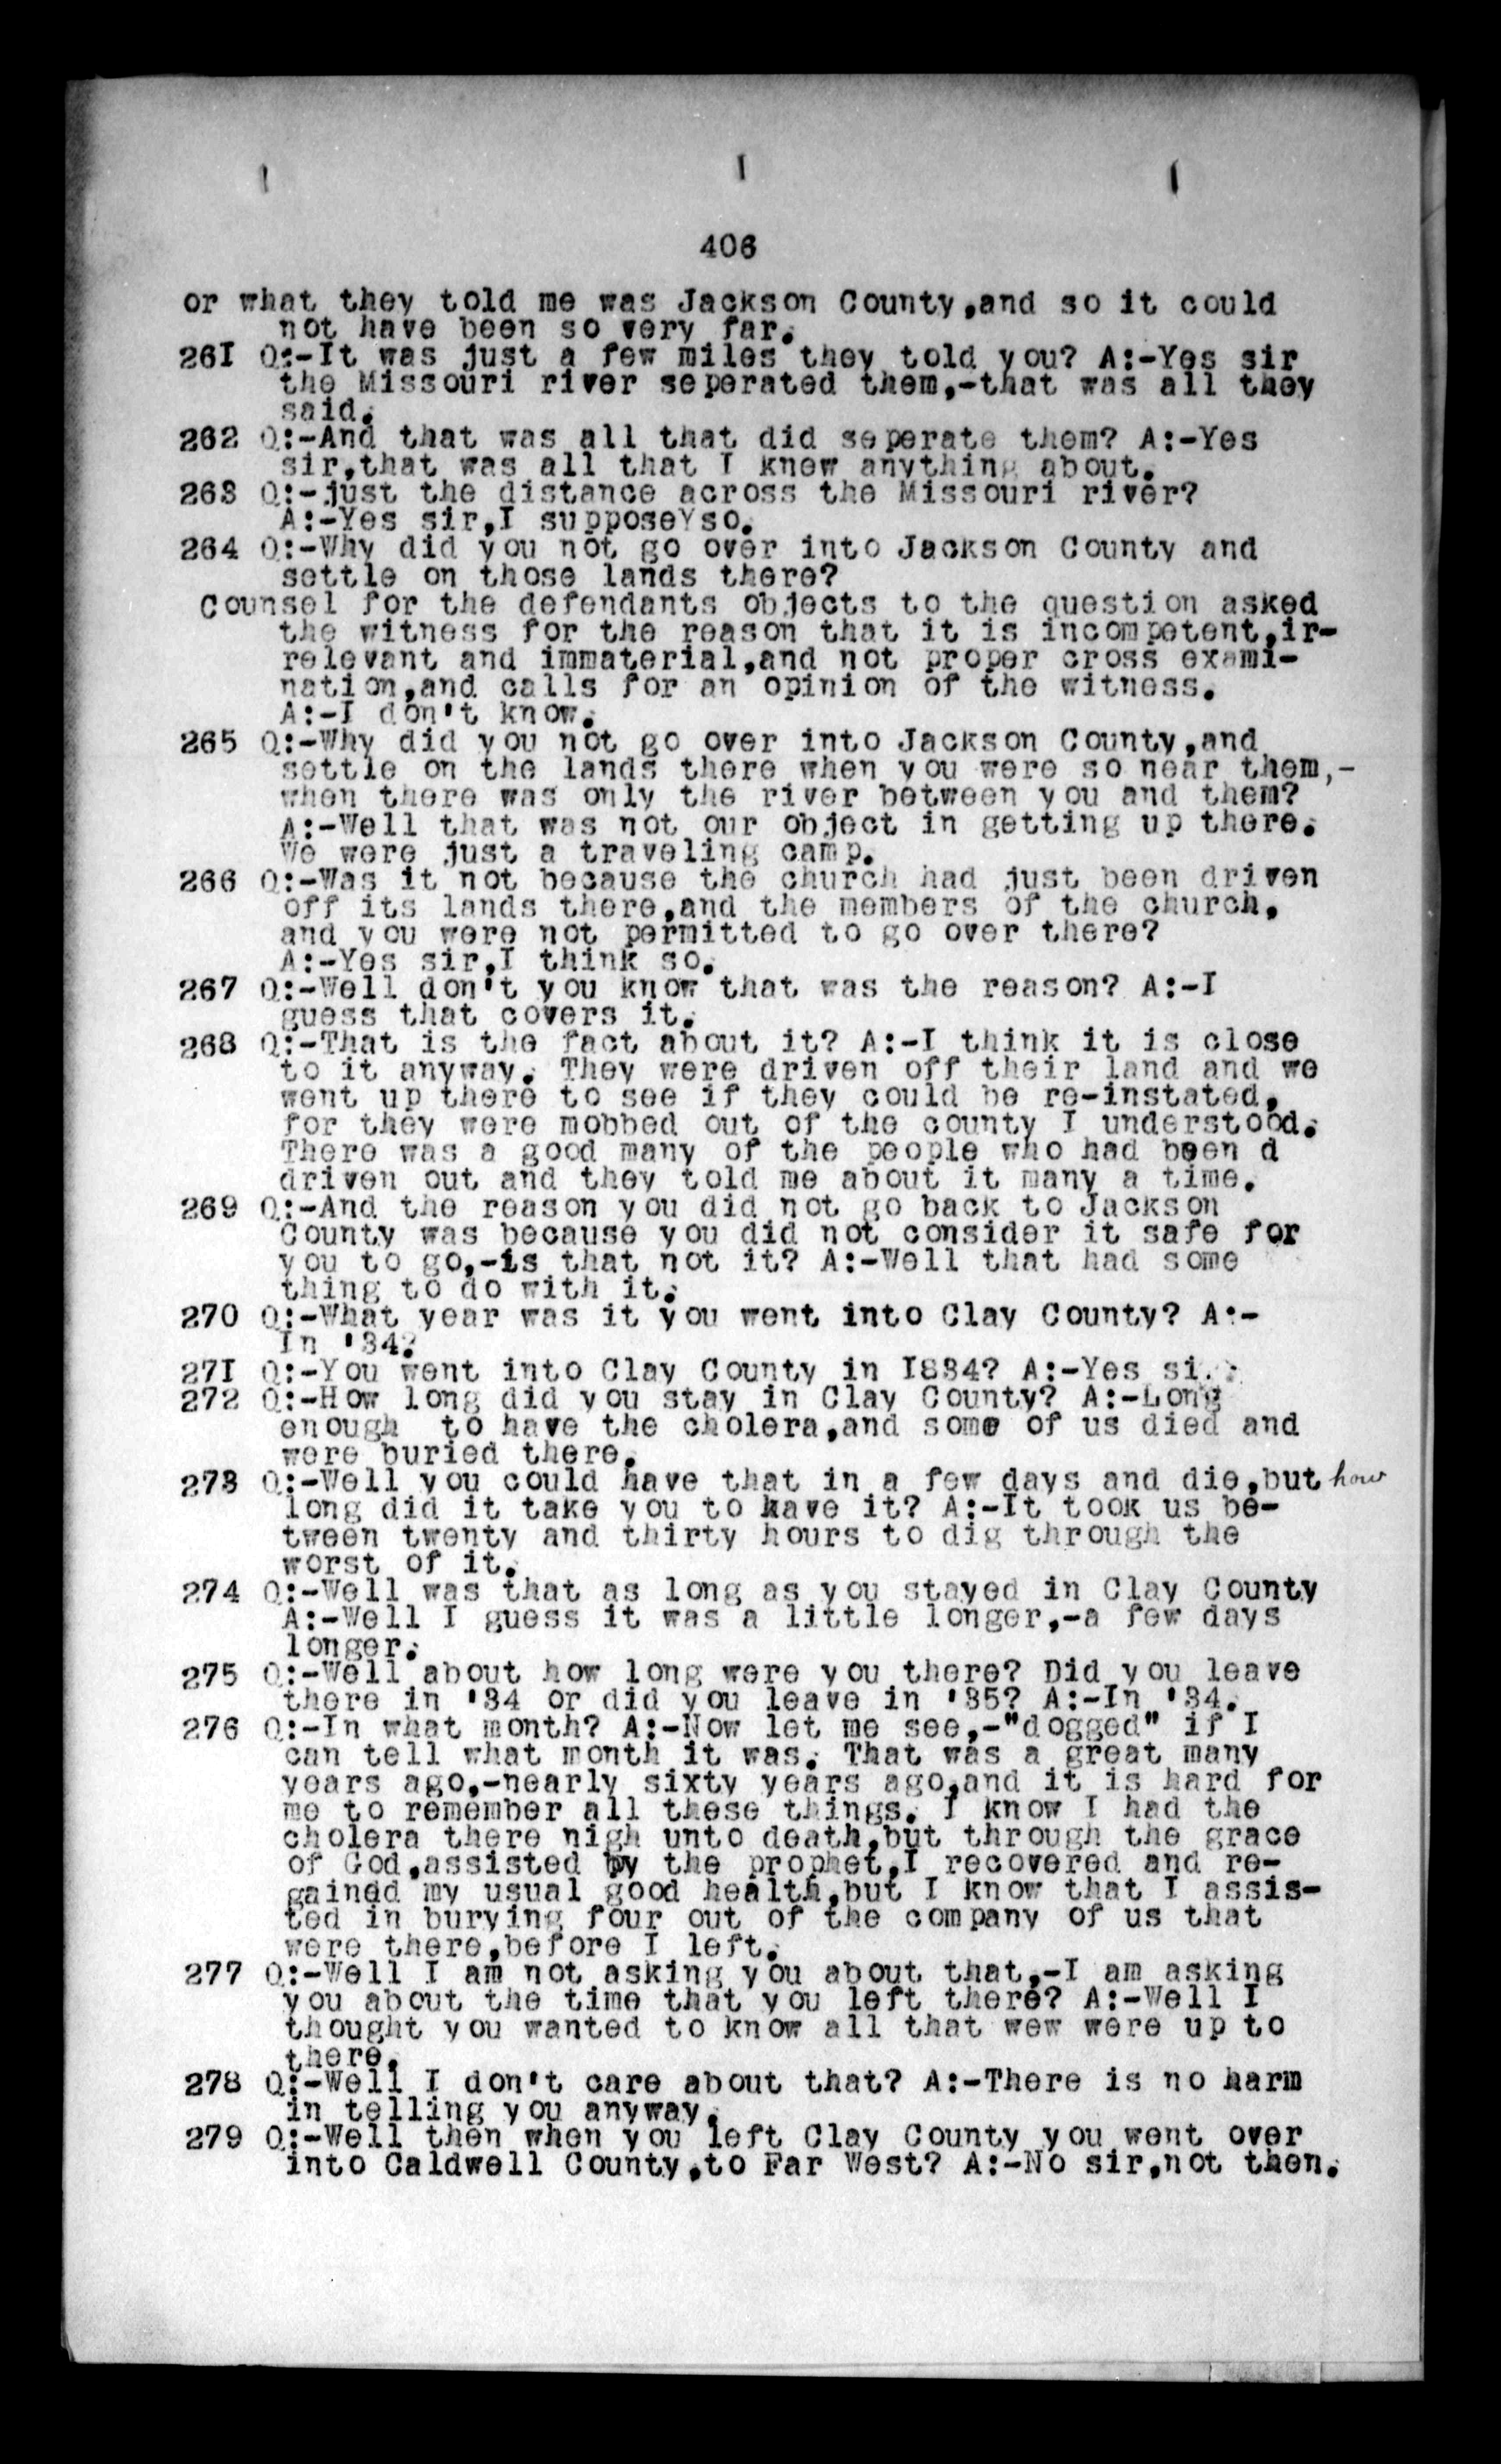 406
or what they told me was Jackson County,and so it could
not have been so very far.
261 Q:-It was just a few miles they told you? A:-Yes sir
the Missouri river seperated them,-that was all they
said.
262 Q:-And that was all that did seperate them? A:-Yes
sir,that was all that I knew anything about.
263 Q:-just the distance across the Missouri river?
A:-Yes sir,I supposeYso.
264 Q:-Why did you not go over into Jackson County and
settle on those lands there?
Counsel for the defendants objects to the question asked
the witness for the reason that it is incompetent,ir-
relevant and immaterial,and not proper cross exami-
nation,and calls for an opinion of the witness.
A:-I don't know.
265 Q:-Why did you not go over into Jackson County,and
settle on the lands there when you were so near them,-
when there was only the river between you and them?
A:-Well that was not our object in getting up there.
We were just a traveling camp.
266 Q:-Was it not because the church had just been driven
off its lands there,and the members of the church,
and you were not permitted to go over there?
A:-Yes sir,I think so.
267 Q:-Well don't you know that was the reason? A:-I
guess that covers it.
268 Q:-That is the fact about it? A:-I think it is close
to it anyway. They were driven off their land and we
went up there to see if they could be re-instated,
for they were mobbed out of the county I understood.
There was a good many of the people who had been d
driven out and they told me about it many a time.
269 Q:-And the reason you did not go back to Jackson
County was because you did not consider it safe for
you to go,-is that not it? A:-Well that had some
thing to do with it.
270 Q:-What year was it you went into Clay County? A:-
In '34?
271 Q:-You went into Clay County in 1834? A:-Yes si.
272 Q:-How long did you stay in Clay County? A:-Long
enough to have the cholera,and some of us died and
were buried there.
273 Q:-Well you could have that in a few days and die,but how
long did it take you to have it? A:-It took us be-
tween twenty and thirty hours to dig through the
worst of it.
274 Q:-Well was that as long as you stayed in Clay County
A:-Well I guess it was a little longer,-a few days
longer.
275 Q:-Well about how long were you there? Did you leave
there in '34 or did you leave in '35? A:-In '34.
276 Q:-In what month? A:-Now let me see,-"dogged" if I
can tell what month it was. That was a great many
years ago,-nearly sixty years ago,and it is hard for
me to remember all these things. I know I had the
cholera there nigh unto death,but through the grace
of God,assisted by the prophet,I recovered and re-
gained my usual good health,but I know that I assis-
ted in burying four out of the company of us that
were there,before I left.
277 Q:-Well I am not asking you about that,-I am asking
you about the time that you left there? A:-Well I
thought you wanted to know all that wew were up to
there.
278 Q:-Well I don't care about that? A:-There is no harm
in telling you anyway.
279 Q:-Well then when you left Clay County you went over
into Caldwell County,to Far West? A:-No sir,not then.